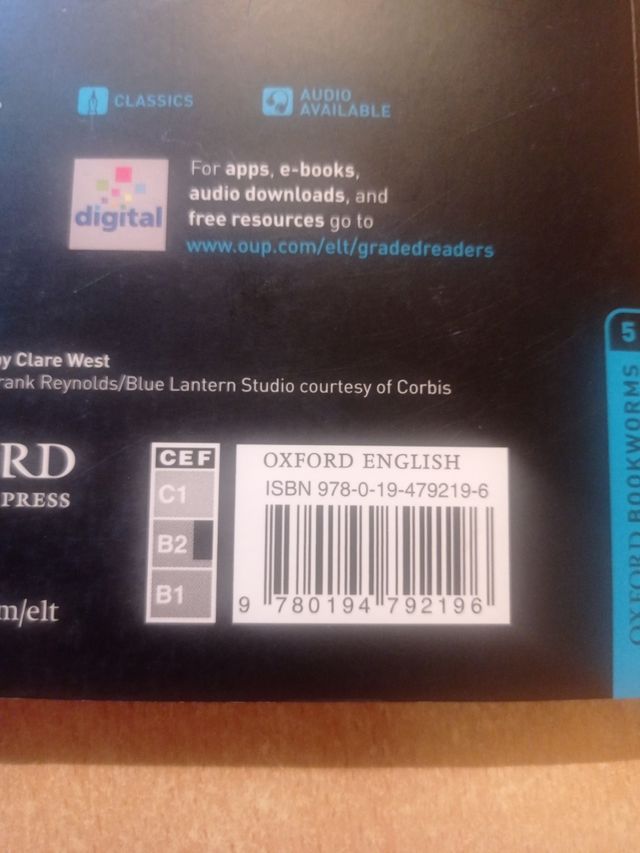 CLASSICS
AUDIO
AVAILABLE
digital
For apps, e-books,
audio downloads, and
free resources go to
www.oup.com/elt/gradedreaders
y Clare West
rank Reynolds/Blue Lantern Studio courtesy of Corbis
RD
PRESS
m/elt
CEF
C1
B2
B1
OXFORD ENGLISH
ISBN 978-0-19-479219-6
9 780194 792196
5
OXFORD BOOKWORMS